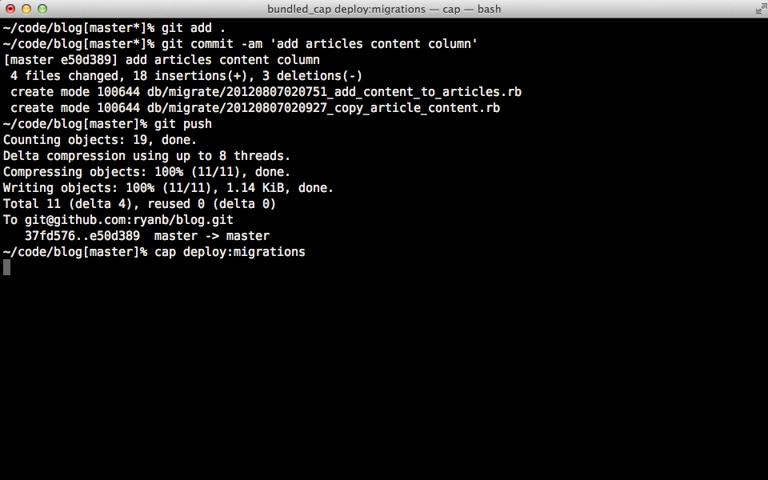 bundled_cap deploy:migrations — cap — bash
~/code/blog[master*]% git add .
~/code/blog[master*]% git commit -am 'add articles content column'
[master e50d389] add articles content column
 4 files changed, 18 insertions(+), 3 deletions(-)
 create mode 100644 db/migrate/20120807020751_add_content_to_articles.rb
 create mode 100644 db/migrate/20120807020927_copy_article_content.rb
~/code/blog[master]% git push
Counting objects: 19, done.
Delta compression using up to 8 threads.
Compressing objects: 100% (11/11), done.
Writing objects: 100% (11/11), 1.14 KiB, done.
Total 11 (delta 4), reused 0 (delta 0)
To git@github.com:ryanb/blog.git
   37fd576..e50d389  master -> master
~/code/blog[master]% cap deploy:migrations